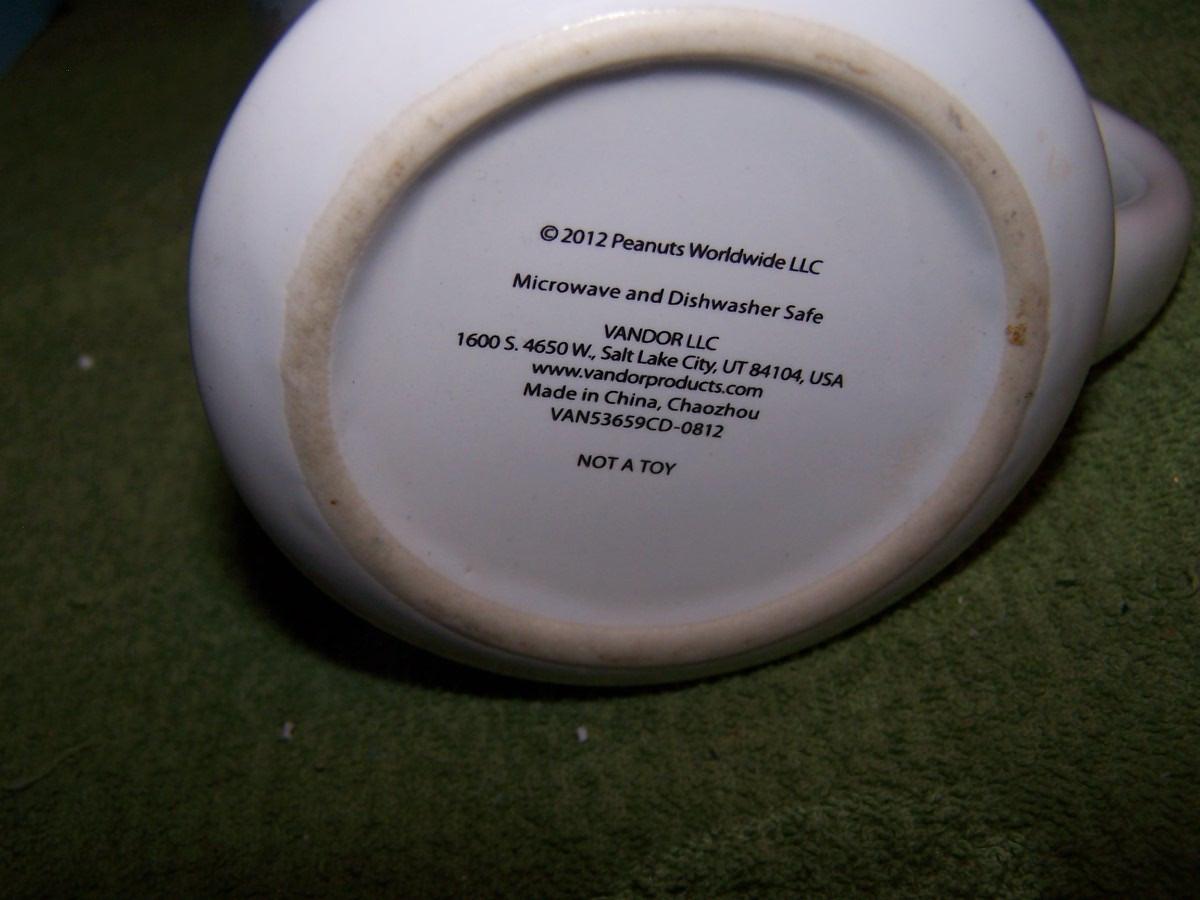 © 2012 Peanuts Worldwide LLC
Microwave and Dishwasher Safe
VANDOR LLC
1600 S. 4650 W., Salt Lake City, UT 84104, USA
www.vandorproducts.com
Made in China, Chaozhou
VAN53659CD-0812
NOT A TOY